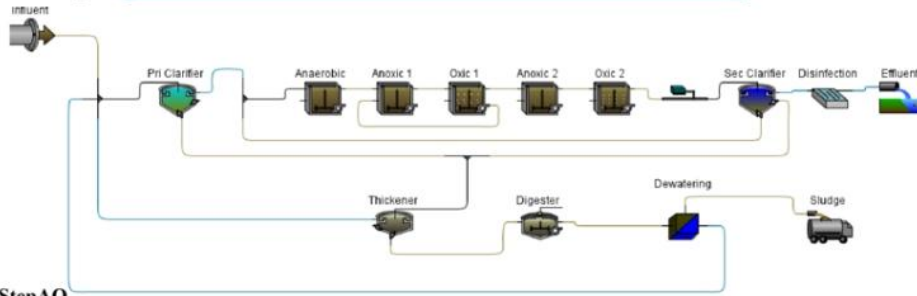 Influent
Pri Clarifier Anaerobic Anoxic 1 Oxic 1 Anoxic 2 Oxic 2 Sec Clarifier Disinfection Effluent
Thickener Digester Dewatering Sludge
StepAO